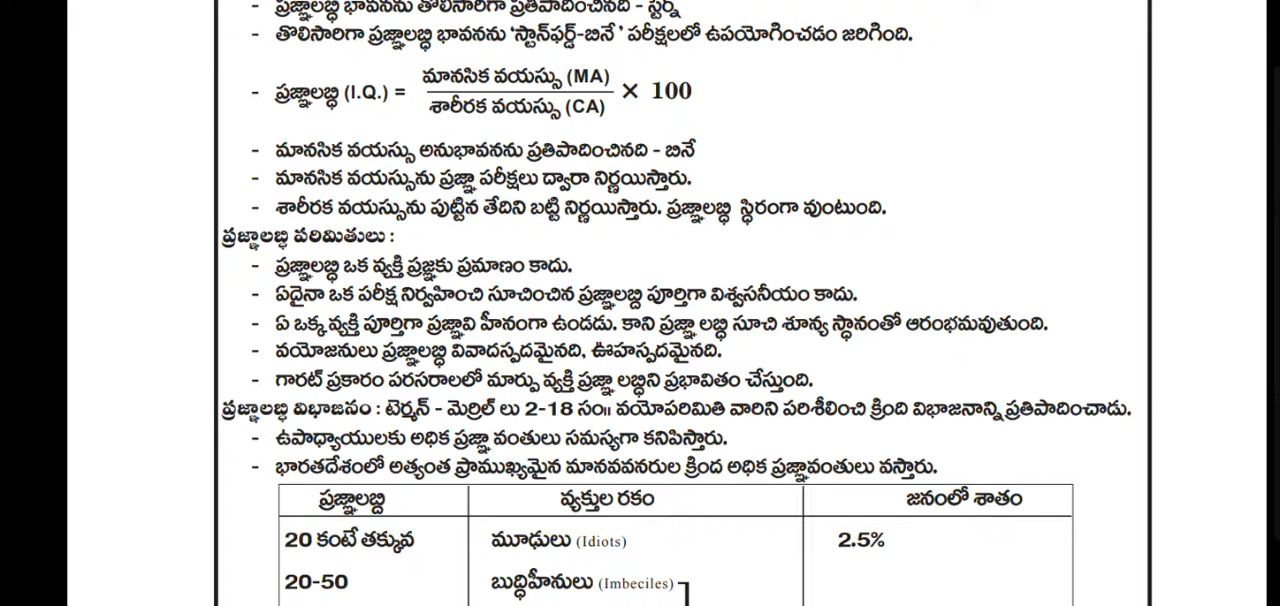 - ప్రజ్ఞాలబ్ధి భావనను తొలిసారిగా ప్రతిపాదించినది - స్టెర్న్
- తొలిసారిగా ప్రజ్ఞాలబ్ధి భావనను ‘స్టాన్‌ఫర్డ్-బినే’ పరీక్షలలో ఉపయోగించడం జరిగింది.
- ప్రజ్ఞాలబ్ధి (I.Q.) = మానసిక వయస్సు (MA) / శారీరక వయస్సు (CA) × 100
- మానసిక వయస్సు అనుభావనను ప్రతిపాదించినది - బినే
- మానసిక వయస్సును ప్రజ్ఞా పరీక్షలు ద్వారా నిర్ణయిస్తారు.
- శారీరక వయస్సును పుట్టిన తేదిని బట్టి నిర్ణయిస్తారు. ప్రజ్ఞాలబ్ధి స్థిరంగా వుంటుంది.
ప్రజ్ఞాలబ్ధి పరిమితులు :
- ప్రజ్ఞాలబ్ధి ఒక వ్యక్తి ప్రజ్ఞకు ప్రమాణం కాదు.
- ఏదైనా ఒక పరీక్ష నిర్వహించి సూచించిన ప్రజ్ఞాలబ్ది పూర్తిగా విశ్వసనీయం కాదు.
- ఏ ఒక్క వ్యక్తి పూర్తిగా ప్రజ్ఞావి హీనంగా ఉండడు. కాని ప్రజ్ఞా లబ్ధి సూచి శూన్య స్థానంతో ఆరంభమవుతుంది.
- వయోజనులు ప్రజ్ఞాలబ్ధి వివాదస్పదమైనది, ఊహస్పదమైనది.
- గారట్ ప్రకారం పరసరాలలో మార్పు వ్యక్తి ప్రజ్ఞా లబ్ధిని ప్రభావితం చేస్తుంది.
ప్రజ్ఞాలబ్ధి విభాజనం : టెర్మన్ - మెర్రిల్ లు 2-18 సం॥ వయోపరిమితి వారిని పరిశీలించి క్రింది విభాజనాన్ని ప్రతిపాదించాడు.
- ఉపాధ్యాయులకు అధిక ప్రజ్ఞా వంతులు సమస్యగా కనిపిస్తారు.
- భారతదేశంలో అత్యంత ప్రాముఖ్యమైన మానవవనరుల క్రింద అధిక ప్రజ్ఞావంతులు వస్తారు.
ప్రజ్ఞాలబ్ది వ్యక్తుల రకం జనంలో శాతం
20 కంటే తక్కువ మూఢులు (Idiots) 2.5%
20-50 బుద్ధిహీనులు (Imbeciles)